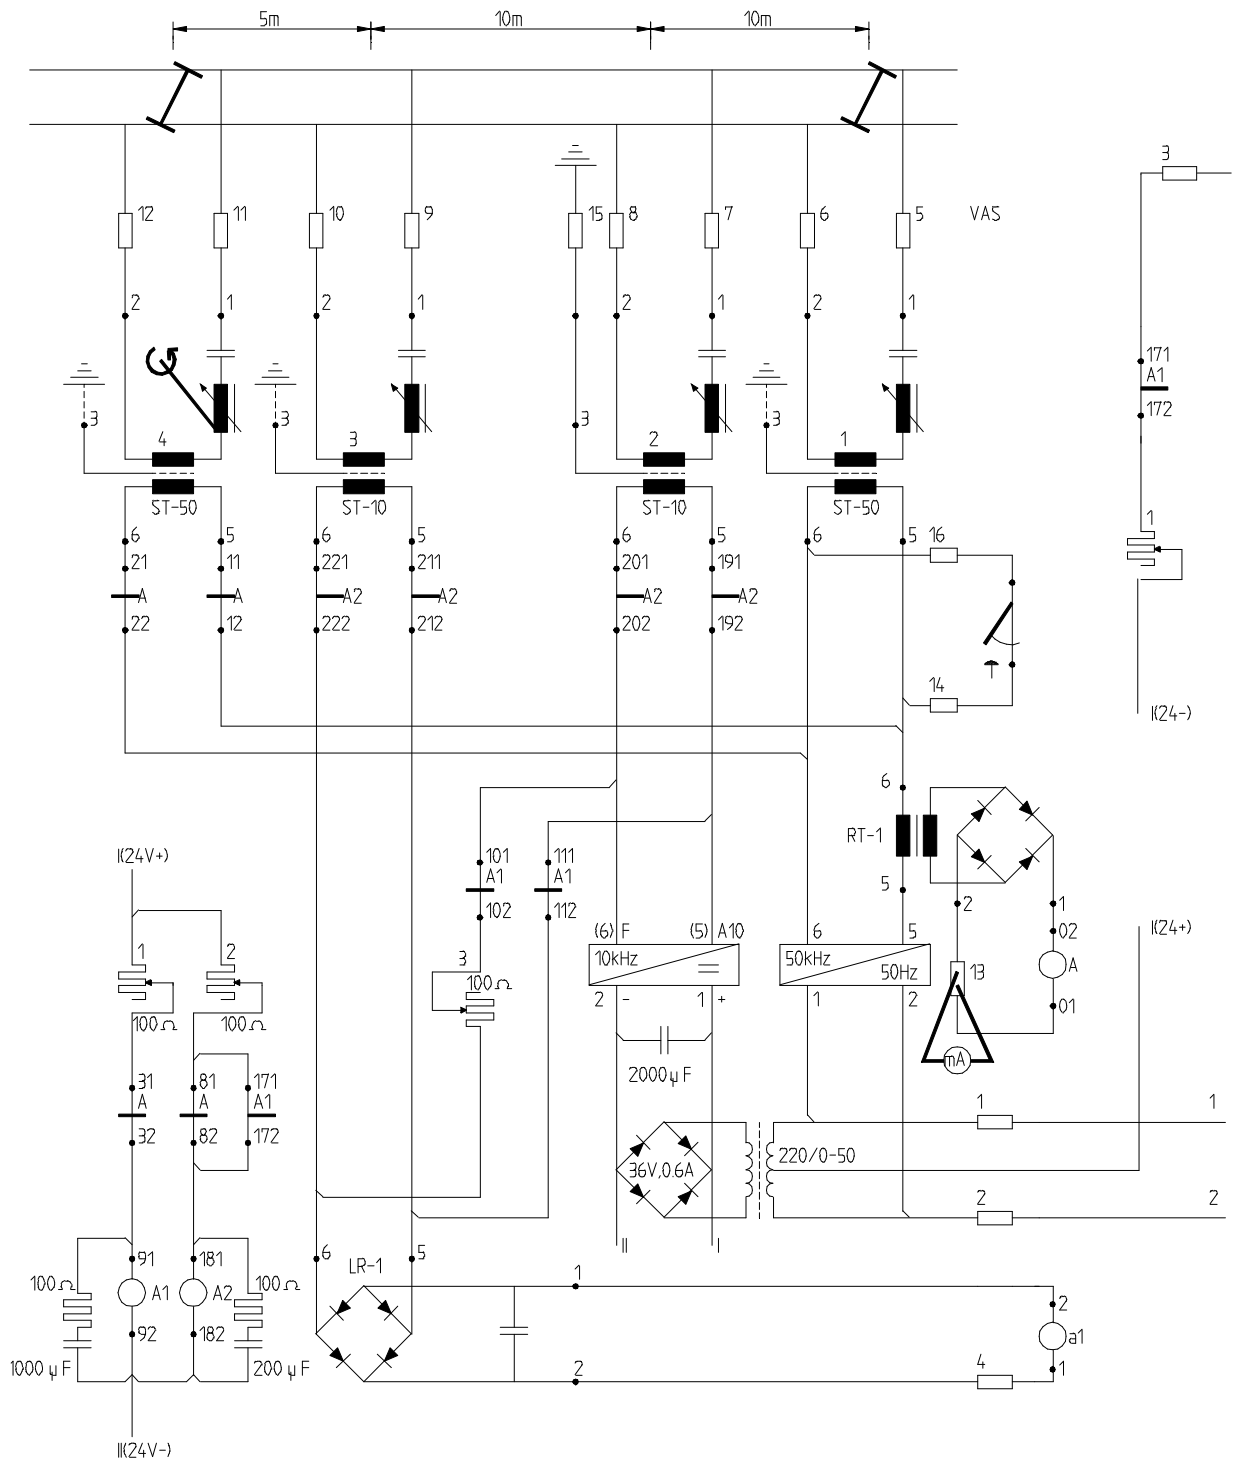 5m 10m 10m
3
12 11 10 9 15 8 7 6 5 VAS
2 1 2 1 2 1 2 1
171
A1
172
3 3 3 3
4 3 2 1
ST-50 ST-10 ST-10 ST-50
1
6 5 6 5 6 5 6 5 16
21 11 221 211 201 191
A A A2 A2 A2 A2
22 12 222 212 202 192
14
I(24-)
6
RT-1
5
I(24V+)
101 111
A1 A1
102 112
2 1
(6) F (5) A10 6 5 02 I(24+)
1 2 3
10kHz 50kHz 50Hz 13 A
100Ω 2 - 1 + 1 2 01
100Ω 100Ω
mA
2000µF
31 81 171
A A A1
32 82 172
1 1
36V,0.6A 220/0-50
2 2
II I
91 181 6 LR-1 5
1
100Ω A1 A2 100Ω
2
92 182 a1
1000µF 200µF 2 4 1
II(24V-)